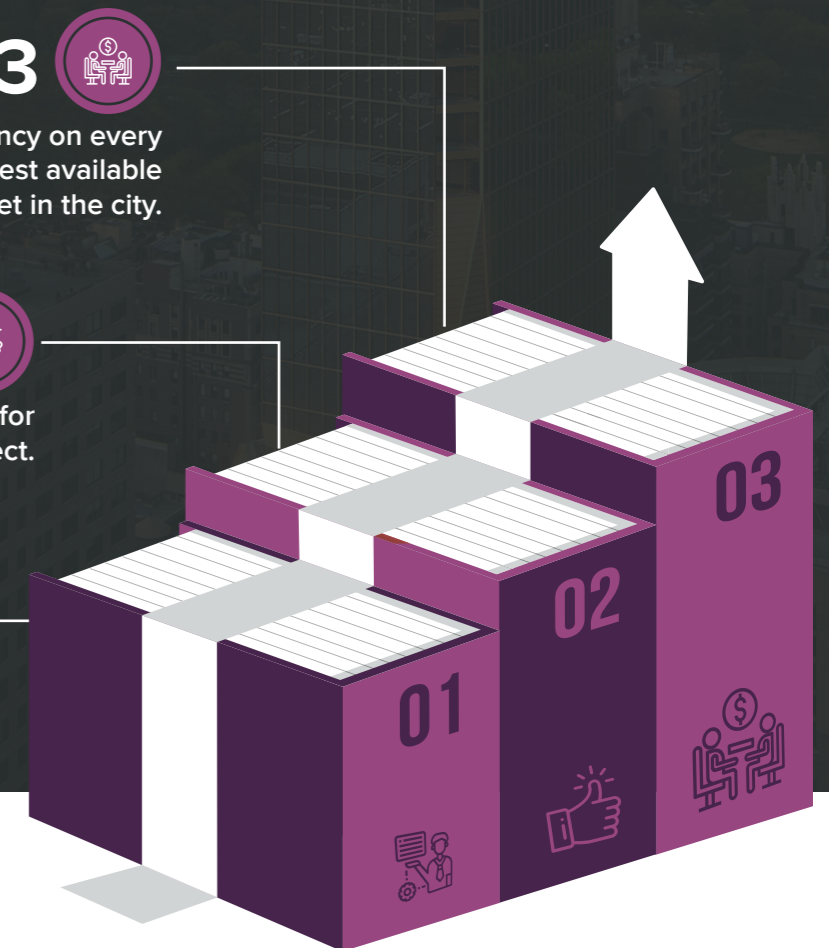 3
ncy on every
est available
et in the city.
for
ect.
03
02
01